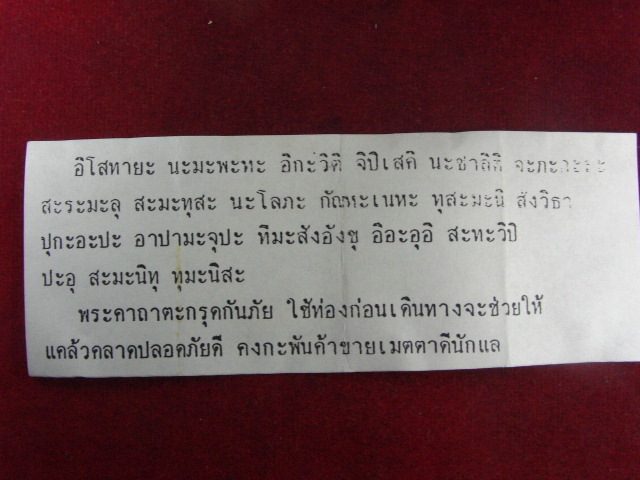 อิโสทายะ นะมะพะทะ อิกะวิติ จิปิเสคิ นะชาลิติ
สะระมะลุ สะมะทุสะ นะโลภะ กัณหะเนหะ ทุสะมะนิ สังวิธา
ปุกะอะปะ อาปามะจุปะ ทีมะสังอังขุ อิอะอุอิ สะทะวิปิ
ปะอุ สะมะนิทุ ทุมะนิสะ
พระคาถาตะกรุดกันภัย ใช้ท่องก่อนเดินทางจะช่วยให้
แคล้วคลาดปลอดภัยดี คงกะพันค้าขายเมตตาดีนักแล